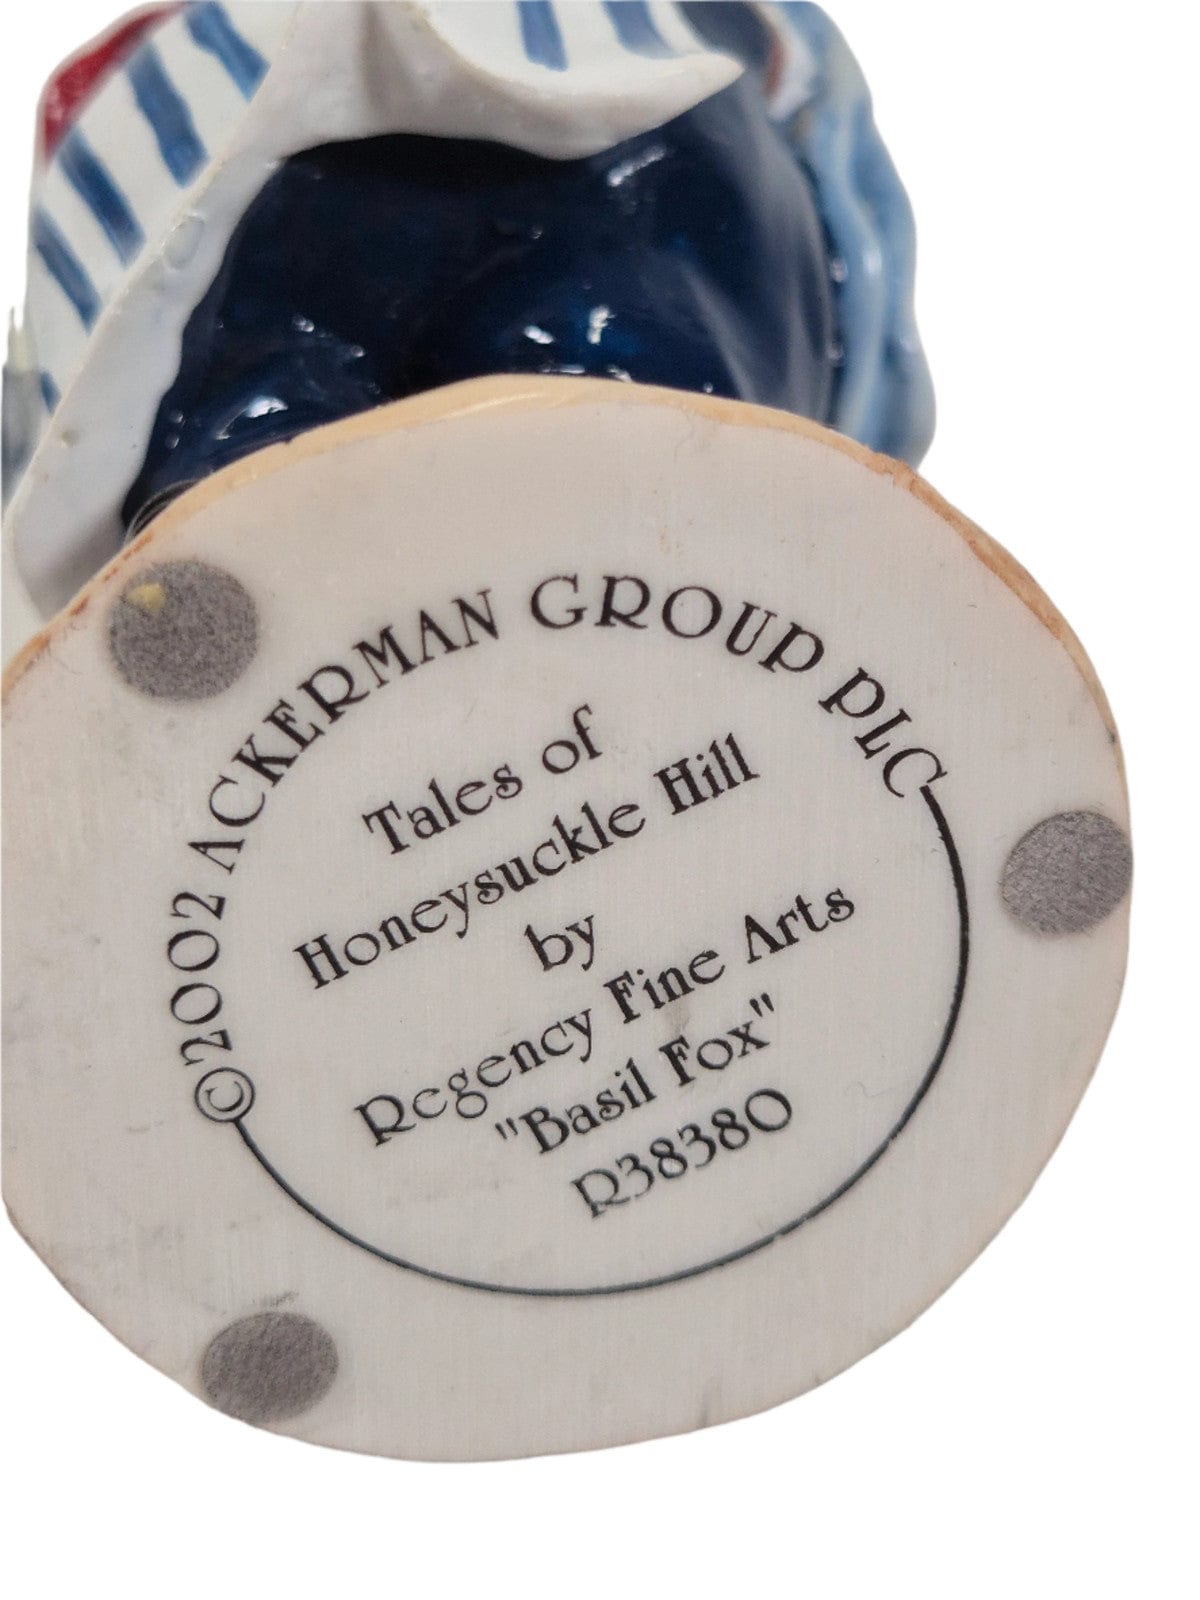 ©2002 ACKERMAN GROUP PLC
Tales of
Honeysuckle Hill
by
Regency Fine Arts
"Basil Fox"
R38380